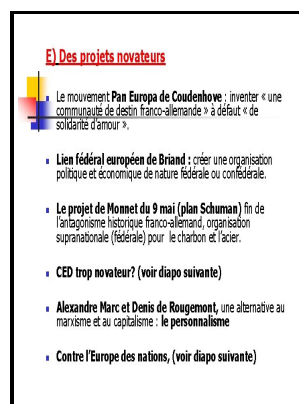 E) Des projets novateurs
Le mouvement Pan Europa de Coudenhove : inventer « une
communauté de destin franco-allemande » à défaut « de
solidarité d'amour ».
Lien fédéral européen de Briand : créer une organisation
politique et économique de nature fédérale ou confédérale.
Le projet de Monnet du 9 mai (plan Schuman) fin de
l'antagonisme historique franco-allemand, organisation
supranationale (fédérale) pour le charbon et l'acier.
CED trop novateur? (voir diapo suivante)
Alexandre Marc et Denis de Rougemont, une alternative au
marxisme et au capitalisme : le personnalisme
Contre l'Europe des nations, (voir diapo suivante)